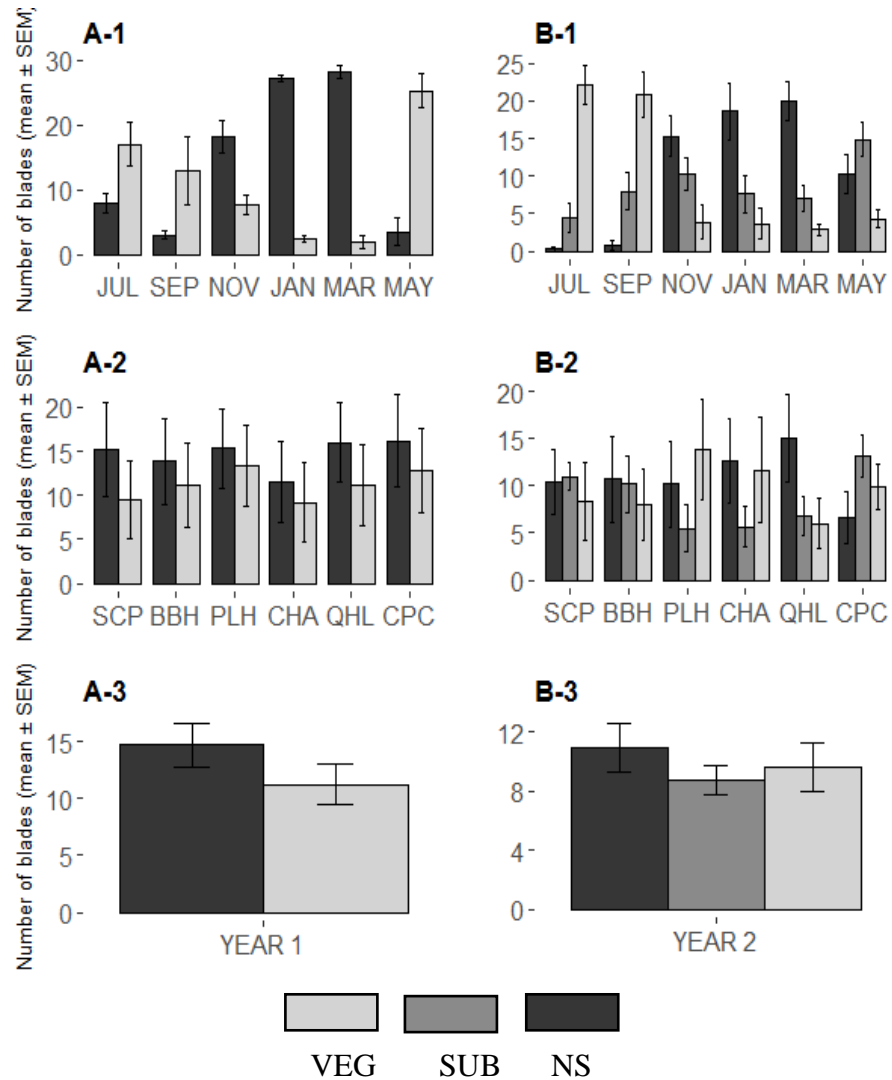 A-1
Number of blades (mean ± SEM)
30
20
10
0
JUL SEP NOV JAN MAR MAY
B-1
25
20
15
10
5
0
JUL SEP NOV JAN MAR MAY
A-2
Number of blades (mean ± SEM)
20
15
10
5
0
SCP BBH PLH CHA QHL CPC
B-2
20
15
10
5
0
SCP BBH PLH CHA QHL CPC
A-3
Number of blades (mean ± SEM)
15
10
5
0
YEAR 1
B-3
12
8
4
0
YEAR 2
VEG SUB NS